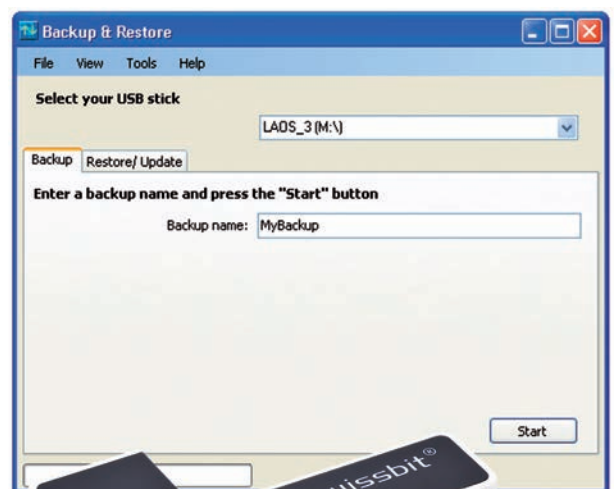 Backup & Restore
File View Tools Help
Select your USB stick
LAOS_3 (M:\)
Backup Restore/ Update
Enter a backup name and press the "Start" button
Backup name: MyBackup
Start
issbit®